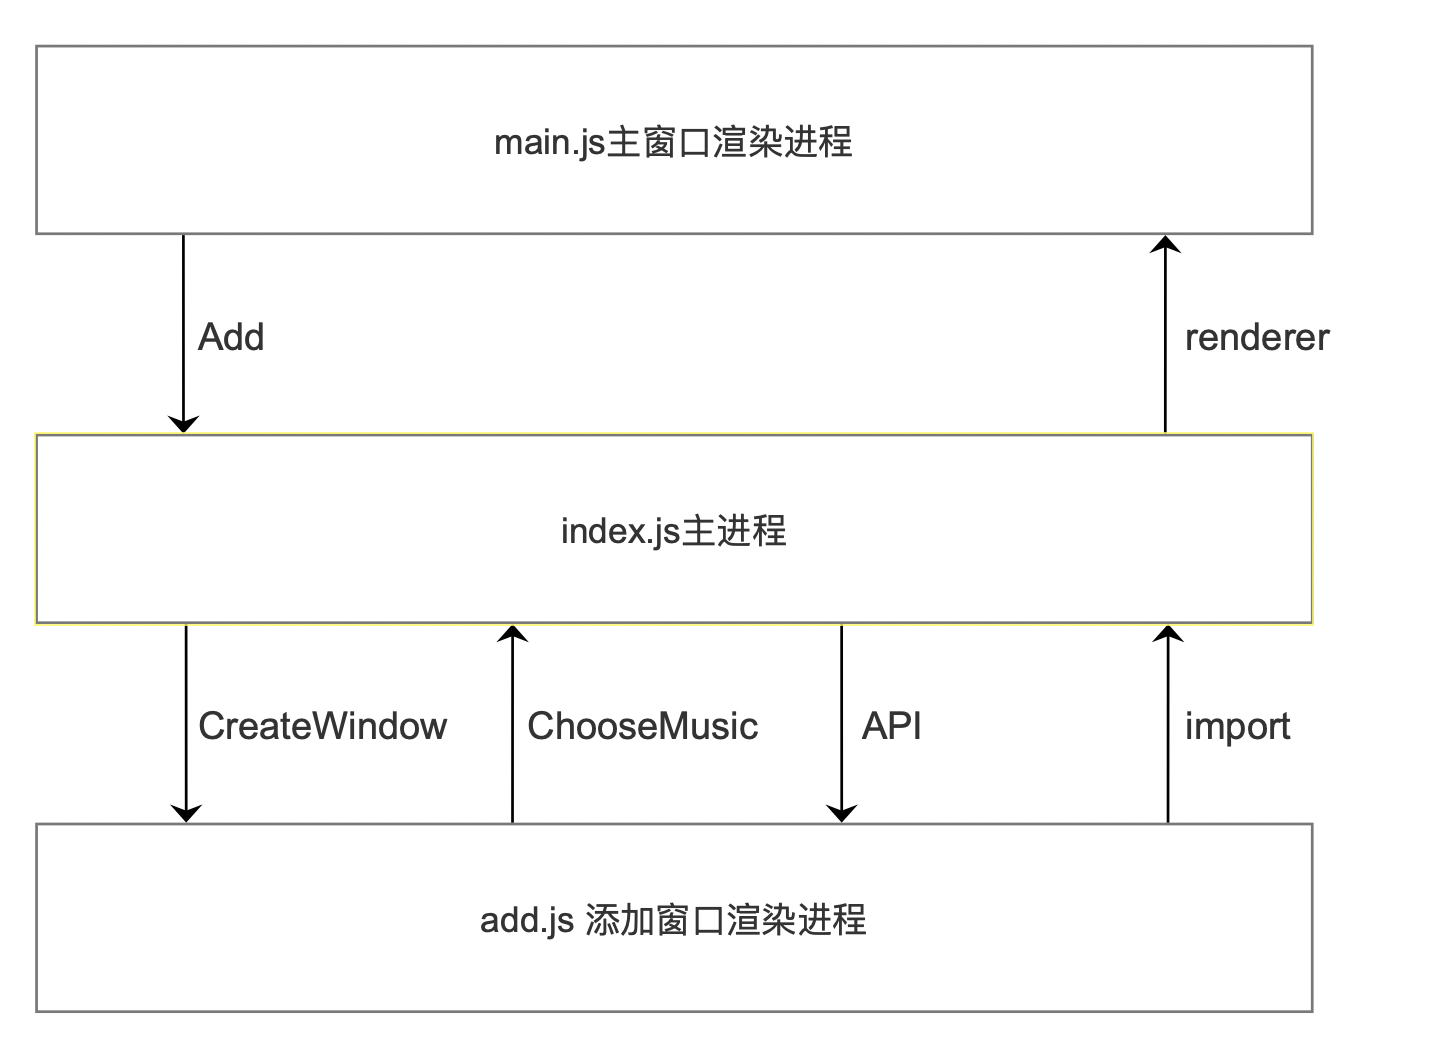 main.js主窗口渲染进程
Add
renderer
index.js主进程
CreateWindow
ChooseMusic
API
import
add.js 添加窗口渲染进程